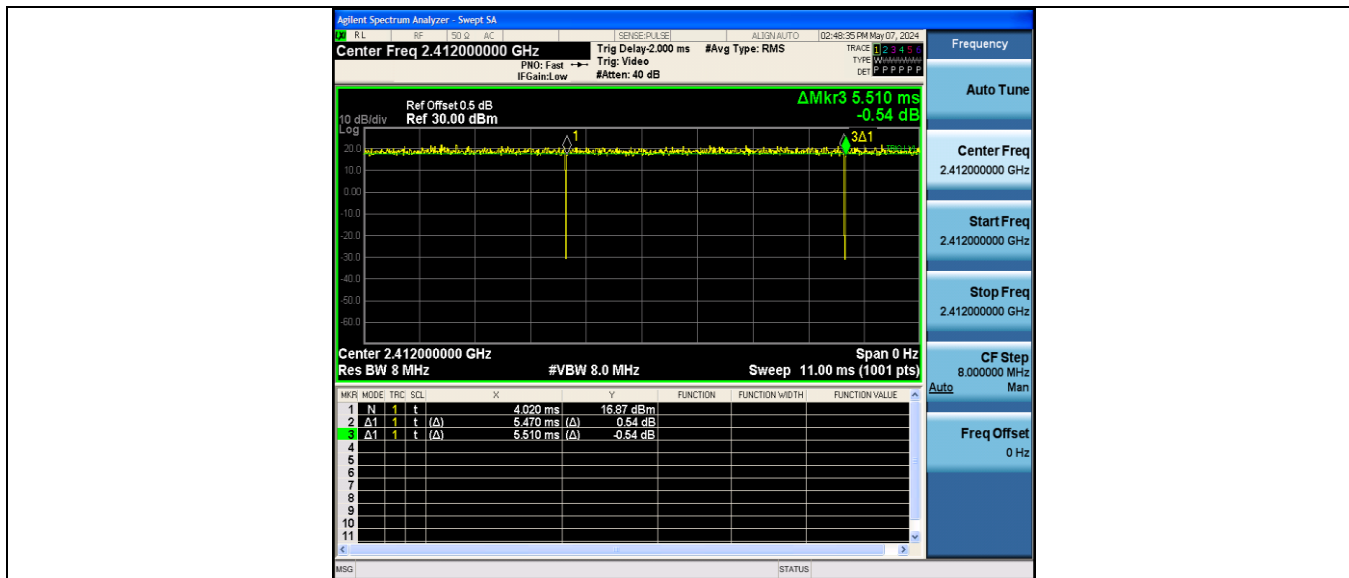 Agilent Spectrum Analyzer - Swept SA
LXI RL RF 50 Ω AC SENSE:PULSE ALIGN AUTO 02:48:35 PM May 07, 2024
Center Freq 2.412000000 GHz
PNO: Fast
IFGain:Low
Trig Delay-2.000 ms
Trig: Video
#Atten: 40 dB
#Avg Type: RMS
TRACE 1 2 3 4 5 6
TYPE W
DET P P P P P P
Frequency
Auto Tune
Center Freq
2.412000000 GHz
Start Freq
2.412000000 GHz
Stop Freq
2.412000000 GHz
CF Step
8.000000 MHz
Auto Man
Freq Offset
0 Hz
ΔMkr3 5.510 ms
-0.54 dB
Ref Offset 0.5 dB
10 dB/div Ref 30.00 dBm
Log
1
3Δ1
20.0
10.0
0.00
-10.0
-20.0
-30.0
-40.0
-50.0
-60.0
Center 2.412000000 GHz Span 0 Hz
Res BW 8 MHz #VBW 8.0 MHz Sweep 11.00 ms (1001 pts)
MKR MODE TRC SCL X Y FUNCTION FUNCTION WIDTH FUNCTION VALUE
1 N 1 t 4.020 ms 16.87 dBm
2 Δ1 1 t (Δ) 5.470 ms (Δ) 0.54 dB
3 Δ1 1 t (Δ) 5.510 ms (Δ) -0.54 dB
4
5
6
7
8
9
10
11
MSG STATUS